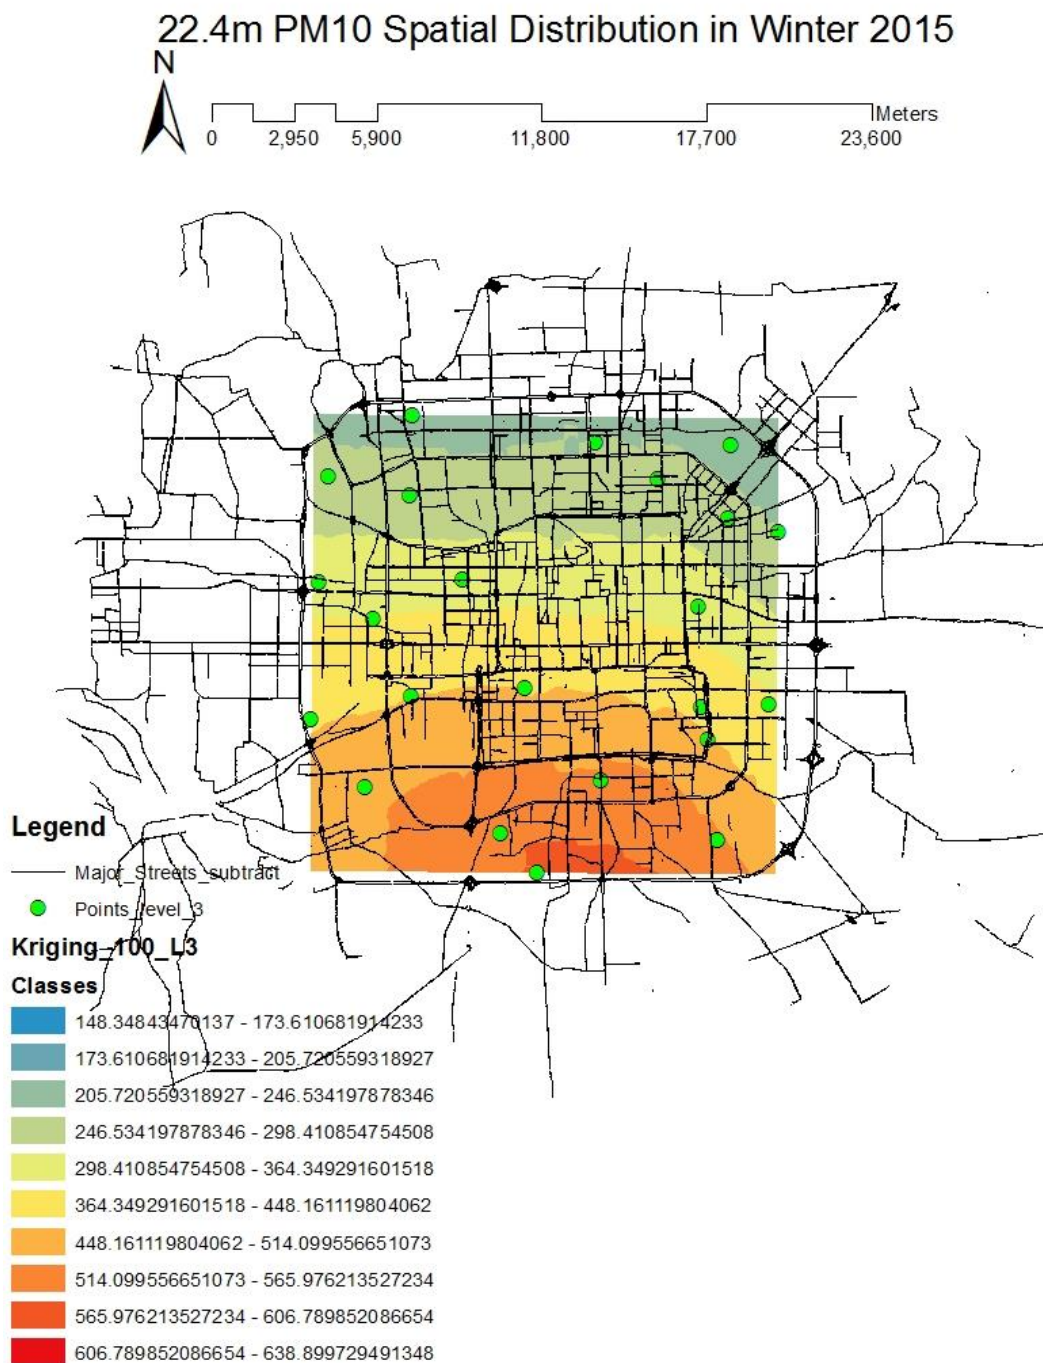 22.4m PM10 Spatial Distribution in Winter 2015
N
Meters
0 2,950 5,900 11,800 17,700 23,600
Legend
Major_Streets_subtract
Points_level_3
Kriging_100_L3
Classes
148.34843470137 - 173.610681914233
173.610681914233 - 205.720559318927
205.720559318927 - 246.534197878346
246.534197878346 - 298.410854754508
298.410854754508 - 364.349291601518
364.349291601518 - 448.161119804062
448.161119804062 - 514.099556651073
514.099556651073 - 565.976213527234
565.976213527234 - 606.789852086654
606.789852086654 - 638.899729491348